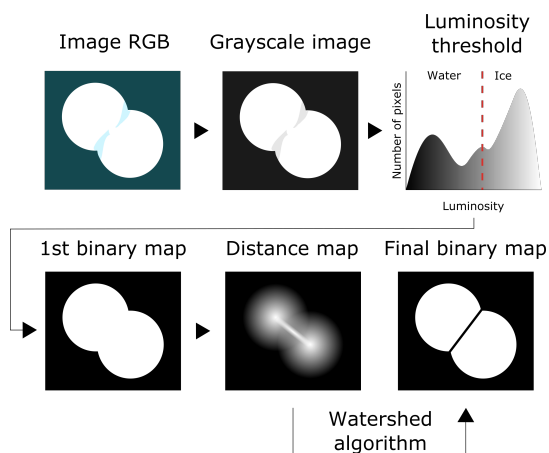 Image RGB
Grayscale image
Luminosity
threshold
Water
Ice
Number of pixels
Luminosity
1st binary map
Distance map
Final binary map
Watershed
algorithm